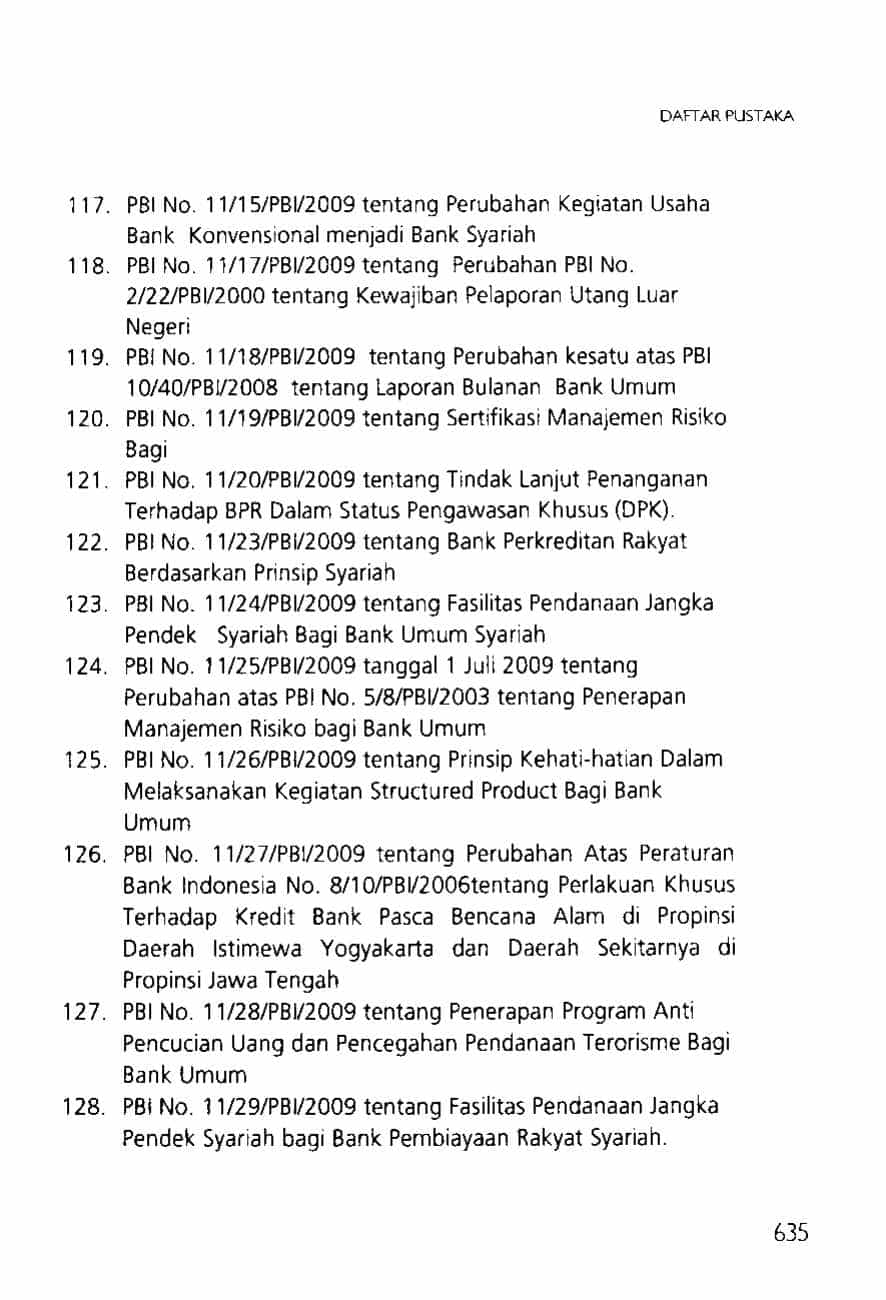 DAFTAR PUSTAKA
117. PBI No. 11/15/PBI/2009 tentang Perubahan Kegiatan Usaha
Bank Konvensional menjadi Bank Syariah
118. PBI No. 11/17/PBI/2009 tentang Perubahan PBI No.
2/22/PBI/2000 tentang Kewajiban Pelaporan Utang Luar
Negeri
119. PBI No. 11/18/PBI/2009 tentang Perubahan kesatu atas PBI
10/40/PBI/2008 tentang Laporan Bulanan Bank Umum
120. PBI No. 11/19/PBI/2009 tentang Sertifikasi Manajemen Risiko
Bagi
121. PBI No. 11/20/PBI/2009 tentang Tindak Lanjut Penanganan
Terhadap BPR Dalam Status Pengawasan Khusus (DPK).
122. PBI No. 11/23/PBI/2009 tentang Bank Perkreditan Rakyat
Berdasarkan Prinsip Syariah
123. PBI No. 11/24/PBI/2009 tentang Fasilitas Pendanaan Jangka
Pendek Syariah Bagi Bank Umum Syariah
124. PBI No. 11/25/PBI/2009 tanggal 1 Juli 2009 tentang
Perubahan atas PBI No. 5/8/PBI/2003 tentang Penerapan
Manajemen Risiko bagi Bank Umum
125. PBI No. 11/26/PBI/2009 tentang Prinsip Kehati-hatian Dalam
Melaksanakan Kegiatan Structured Product Bagi Bank
Umum
126. PBI No. 11/27/PBI/2009 tentang Perubahan Atas Peraturan
Bank Indonesia No. 8/10/PBI/2006tentang Perlakuan Khusus
Terhadap Kredit Bank Pasca Bencana Alam di Propinsi
Daerah Istimewa Yogyakarta dan Daerah Sekitarnya di
Propinsi Jawa Tengah
127. PBI No. 11/28/PBI/2009 tentang Penerapan Program Anti
Pencucian Uang dan Pencegahan Pendanaan Terorisme Bagi
Bank Umum
128. PBI No. 11/29/PBI/2009 tentang Fasilitas Pendanaan Jangka
Pendek Syariah bagi Bank Pembiayaan Rakyat Syariah.
635